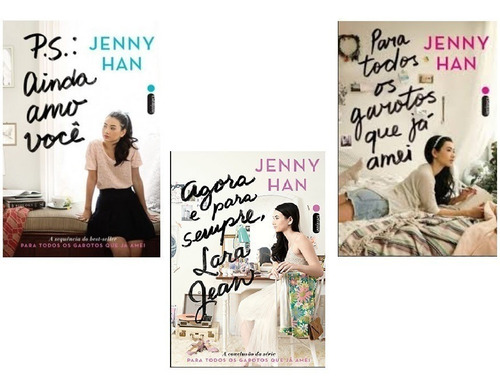 P.S.:
Ainda
amo
você
JENNY
HAN
A sequência do best-seller
PARA TODOS OS GAROTOS QUE JÁ AMEI
agora
é para
sempre,
Lara
Jean
JENNY
HAN
A conclusão da série
PARA TODOS OS GAROTOS QUE JÁ AMEI
Para
todos
os
garotos
que já
amei
JENNY
HAN